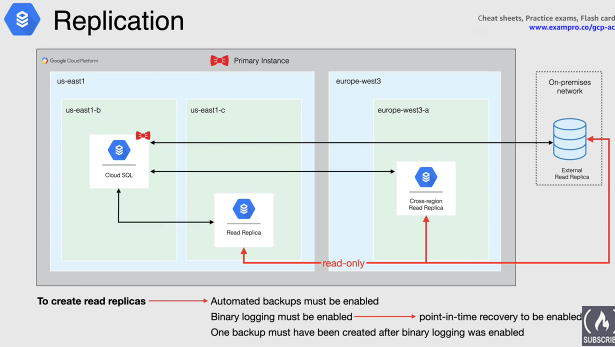 Replication
Cheat sheets, Practice exams, Flash card
www.exampro.co/gcp-ac
Google Cloud Platform
Primary Instance
us-east1
europe-west3
On-premises
network
us-east1-b
us-east1-c
europe-west3-a
Cloud SQL
External
Read Replica
Cross-region
Read Replica
Read Replica
read-only
To create read replicas
Automated backups must be enabled
Binary logging must be enabled
point-in-time recovery to be enabled
One backup must have been created after binary logging was enabled
SUBSCRIBE